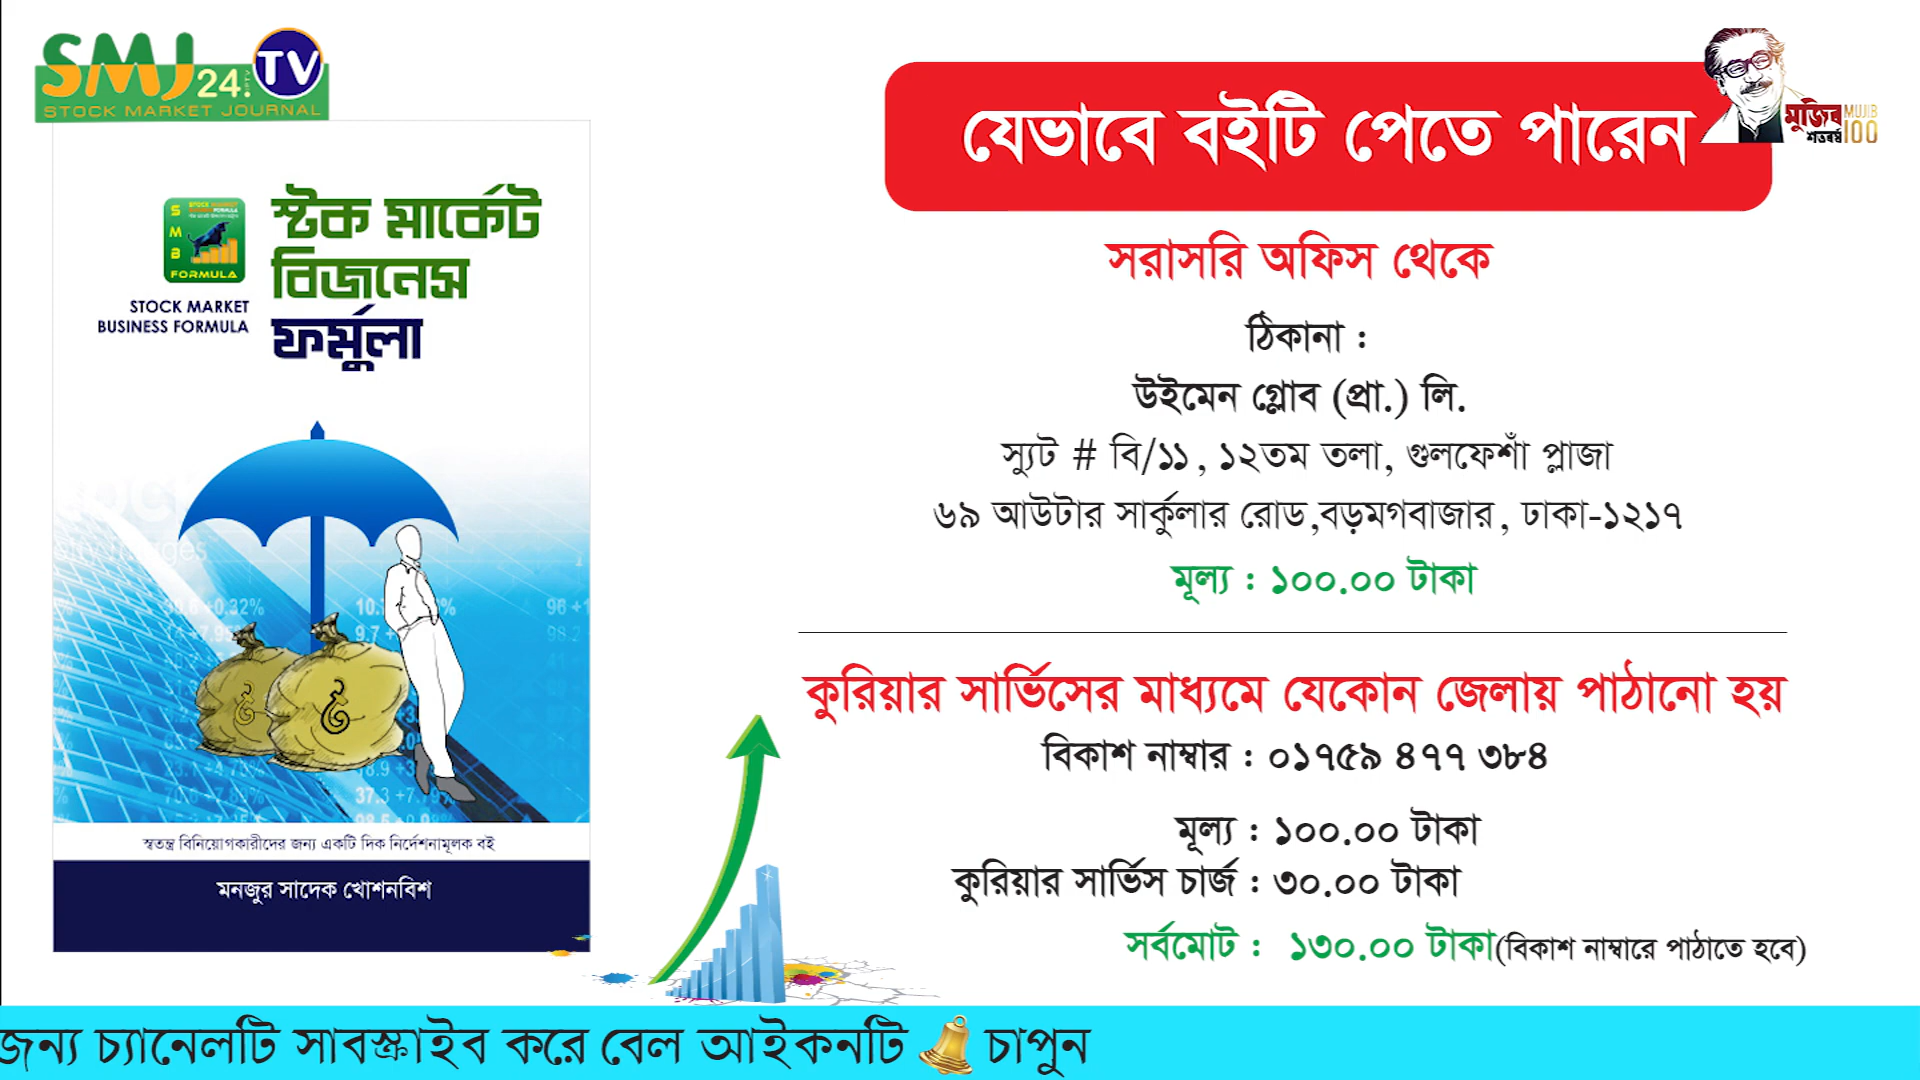 SMJ 24. TV
IPTV
STOCK MARKET JOURNAL
SMB
FORMULA
STOCK MARKET
BUSINESS FORMULA
স্টক মার্কেট
বিজনেস
ফর্মুলা
স্বতন্ত্র বিনিয়োগকারীদের জন্য একটি দিক নির্দেশনামূলক বই
মনজুর সাদেক খোশনবিশ
যেভাবে বইটি পেতে পারেন
মুজিব MUJIB
শতবর্ষ 100
সরাসরি অফিস থেকে
ঠিকানা :
উইমেন গ্লোব (প্রা.) লি.
স্যুট # বি/১১, ১২তম তলা, গুলফেশাঁ প্লাজা
৬৯ আউটার সার্কুলার রোড,বড়মগবাজার, ঢাকা-১২১৭
মূল্য : ১০০.০০ টাকা
কুরিয়ার সার্ভিসের মাধ্যমে যেকোন জেলায় পাঠানো হয়
বিকাশ নাম্বার : ০১৭৫৯ ৪৭৭ ৩৮৪
মূল্য : ১০০.০০ টাকা
কুরিয়ার সার্ভিস চার্জ : ৩০.০০ টাকা
সর্বমোট : ১৩০.০০ টাকা(বিকাশ নাম্বারে পাঠাতে হবে)
জন্য চ্যানেলটি সাবস্ক্রাইব করে বেল আইকনটি চাপুন